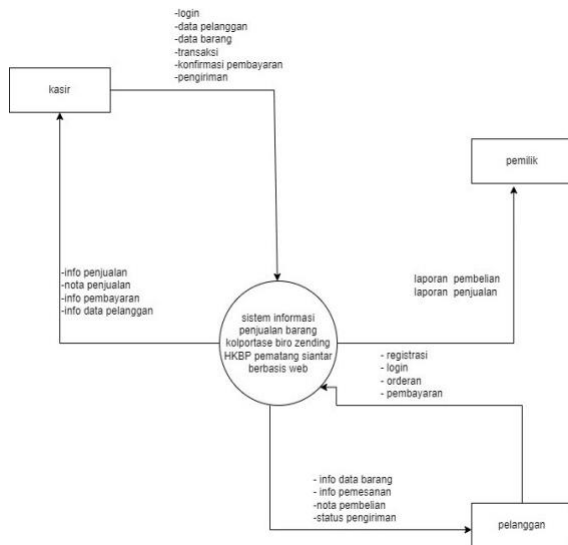 -login
-data pelanggan
-data barang
-transaksi
-konfirmasi pembayaran
-pengiriman
kasir
pemilik
-info penjualan
-nota penjualan
-info pembayaran
-info data pelanggan
laporan pembelian
laporan penjualan
sistem informasi
penjualan barang
kolportase biro zending
HKBP pematang siantar
berbasis web
- registrasi
- login
- orderan
- pembayaran
- info data barang
- info pemesanan
-nota pembelian
-status pengiriman
pelanggan